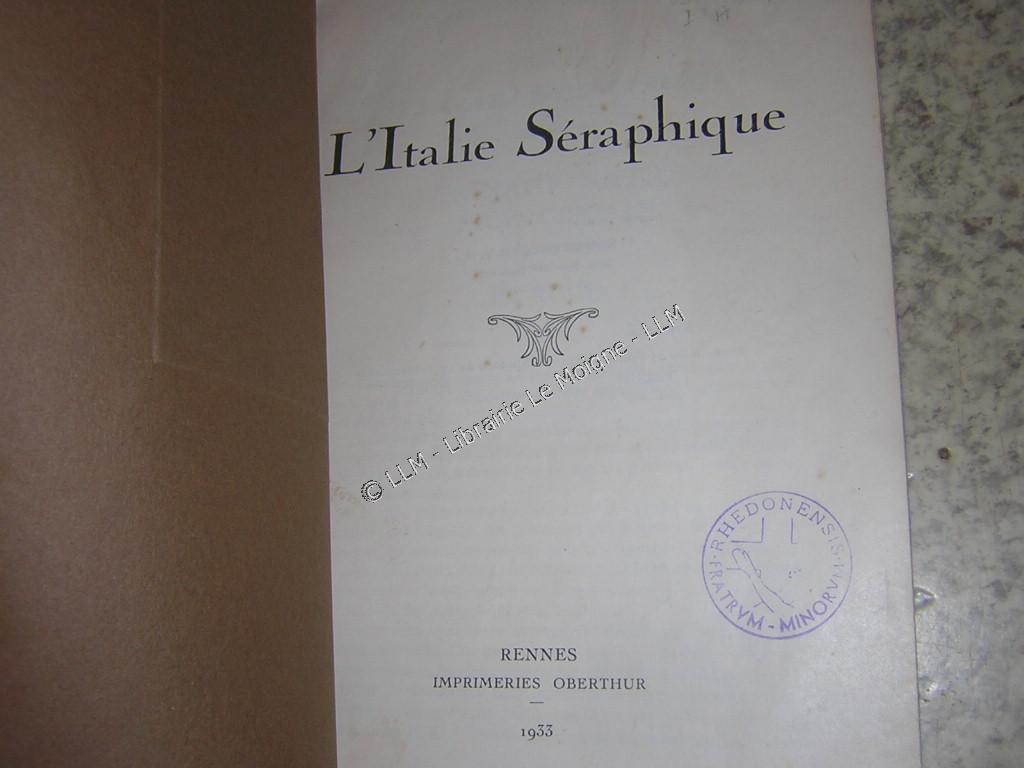 L'Italie Séraphique
© LLM - Librairie Le Moigne - LLM
RHEDONENSIS
FRATRVM - MINORVM
RENNES
IMPRIMERIES OBERTHUR
1933